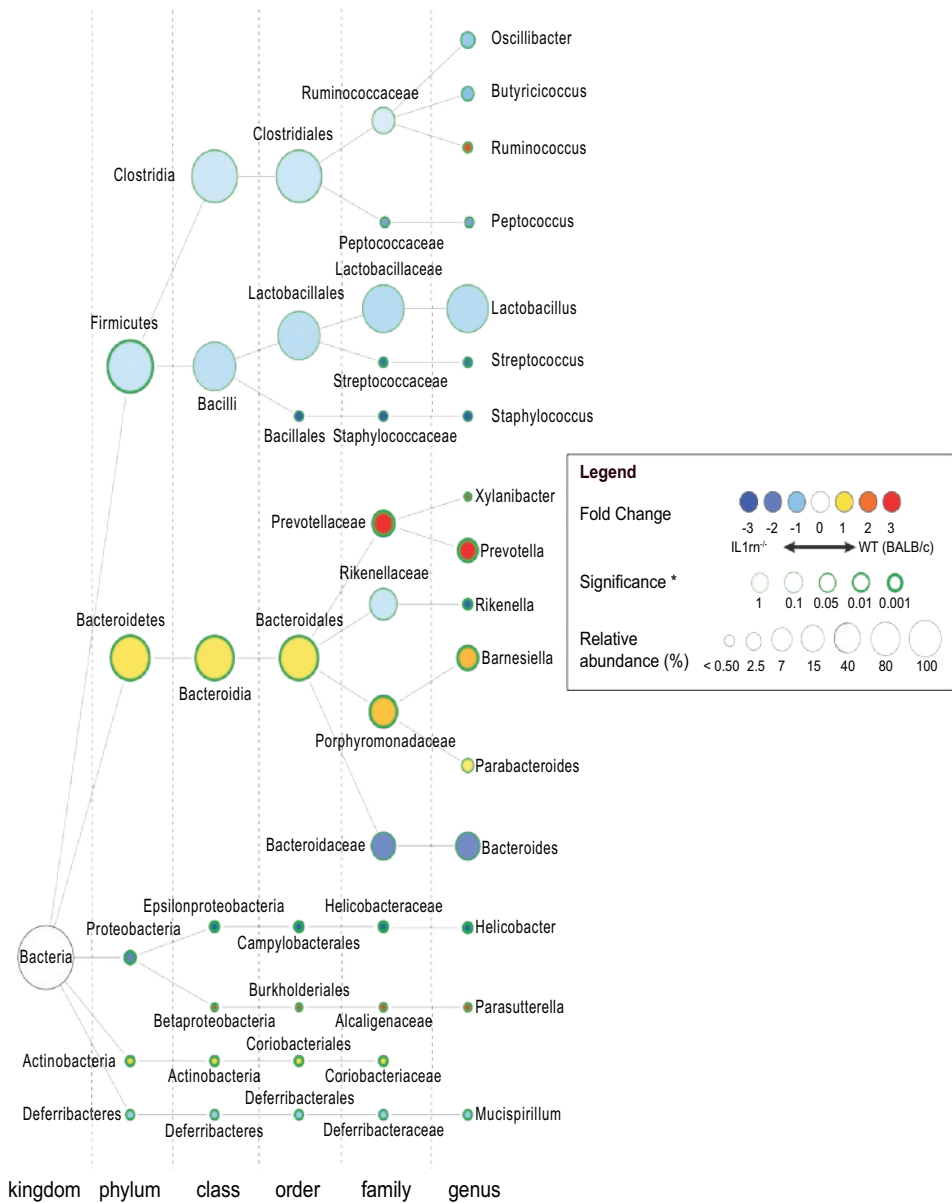 Oscillibacter
Ruminococcaceae
Butyricicoccus
Clostridiales
Ruminococcus
Clostridia
Peptococcus
Peptococcaceae
Lactobacillaceae
Lactobacillales
Lactobacillus
Firmicutes
Streptococcus
Streptococcaceae
Bacilli
Staphylococcus
Bacillales
Staphylococcaceae
Xylanibacter
Prevotellaceae
Prevotella
Rikenellaceae
Rikenella
Bacteroidetes
Bacteroidales
Barnesiella
Bacteroidia
Porphyromonadaceae
Parabacteroides
Bacteroidaceae
Bacteroides
Epsilonproteobacteria
Helicobacteraceae
Proteobacteria
Helicobacter
Campylobacterales
Bacteria
Burkholderiales
Parasutterella
Betaproteobacteria
Alcaligenaceae
Coriobacteriales
Actinobacteria
Actinobacteria
Coriobacteriaceae
Deferribacterales
Deferribacteres
Mucispirillum
Deferribacteres
Deferribacteraceae
kingdom phylum class order family genus
Legend
Fold Change
-3 -2 -1 0 1 2 3
IL1rn-/- WT (BALB/c)
Significance *
1 0.1 0.05 0.01 0.001
Relative
abundance (%)
< 0.50 2.5 7 15 40 80 100